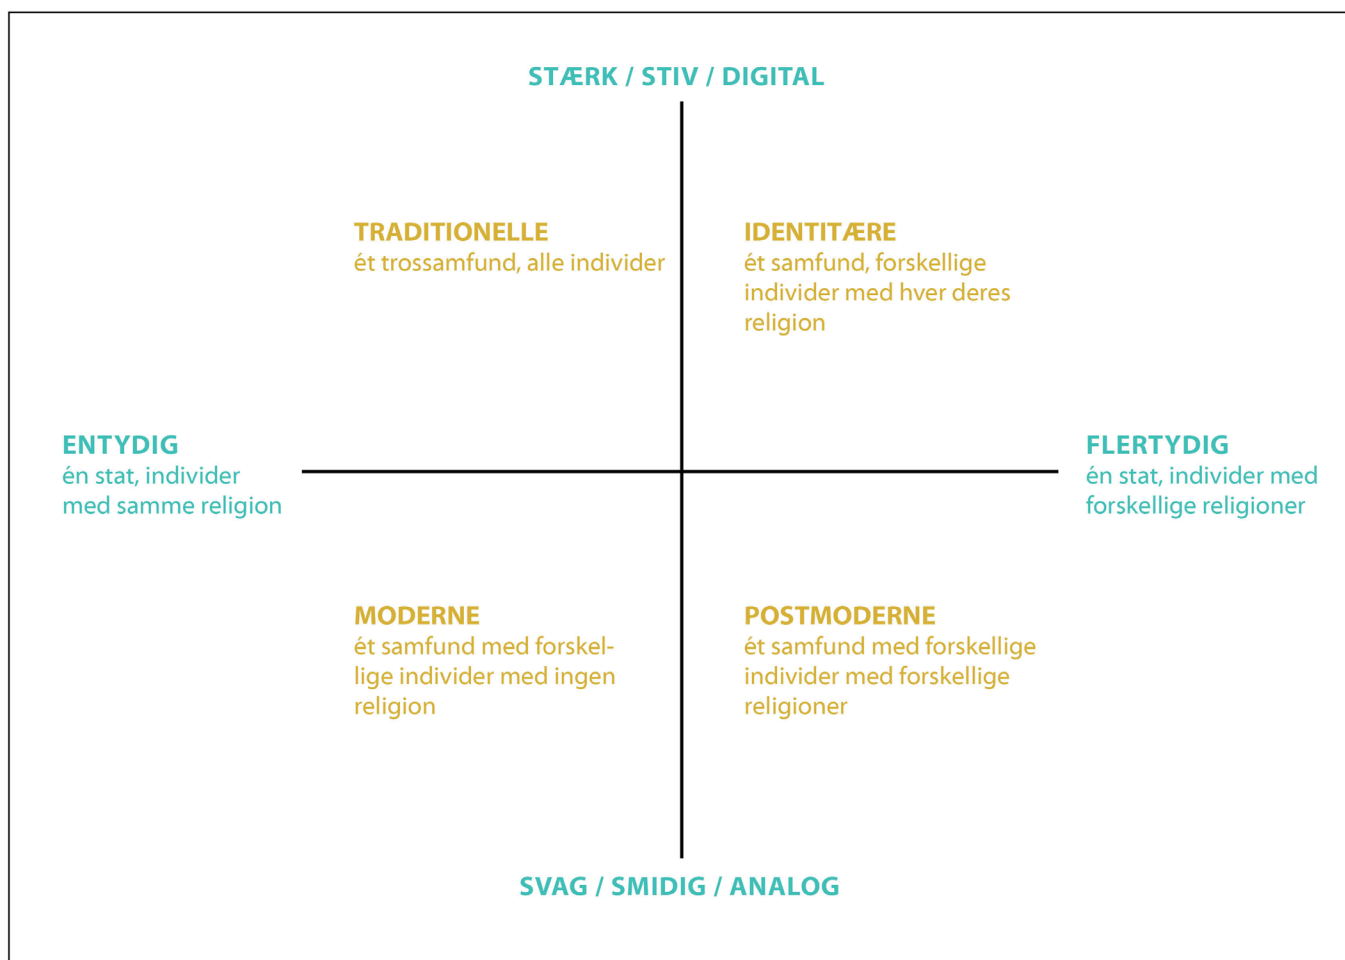 STÆRK / STIV / DIGITAL
TRADITIONELLE
ét trossamfund, alle individer
IDENTITÆRE
ét samfund, forskellige
individer med hver deres
religion
ENTYDIG
én stat, individer
med samme religion
FLERTYDIG
én stat, individer med
forskellige religioner
MODERNE
ét samfund med forskel-
lige individer med ingen
religion
POSTMODERNE
ét samfund med forskellige
individer med forskellige
religioner
SVAG / SMIDIG / ANALOG